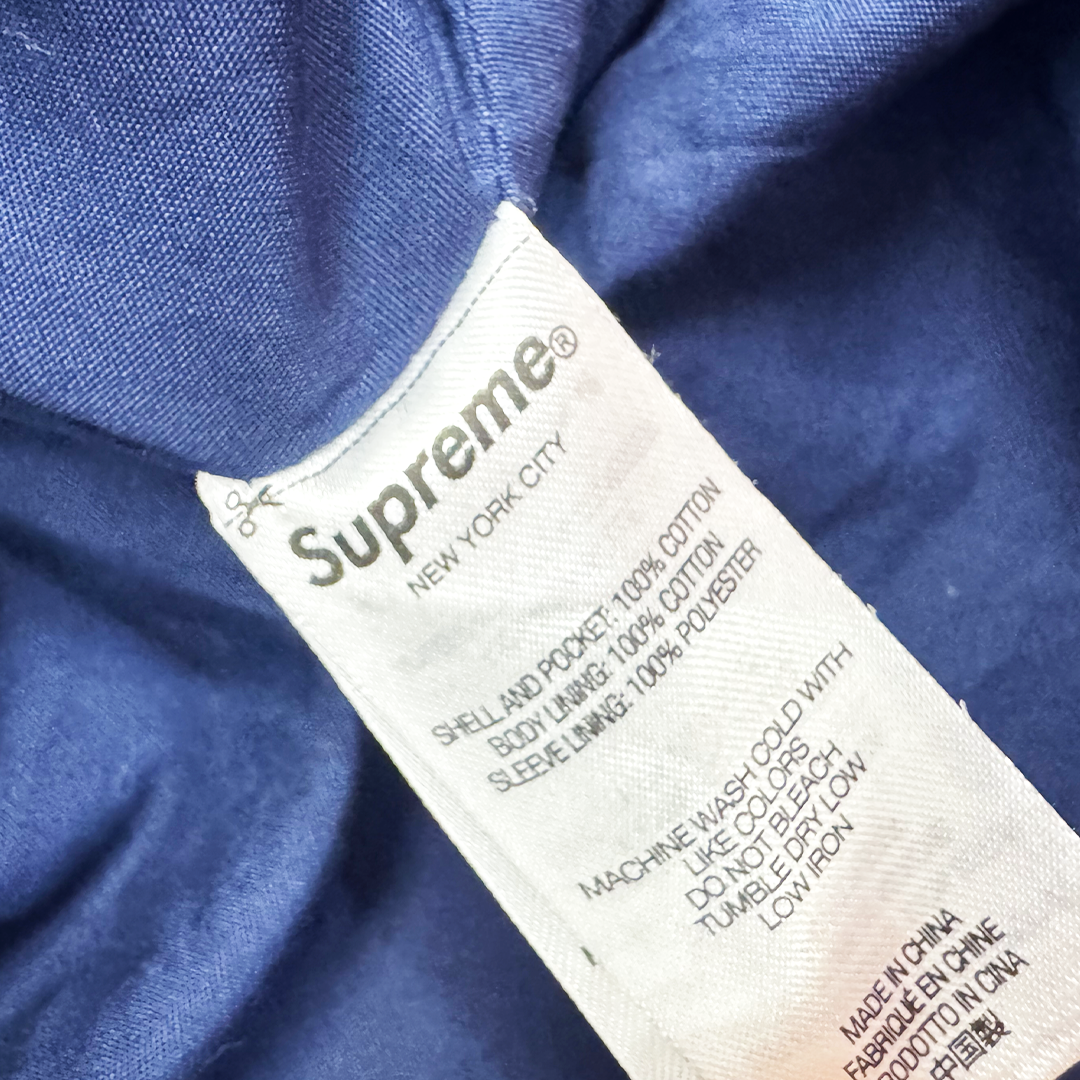 Supreme®
NEW YORK CITY
SHELL AND POCKET: 100% COTTON
BODY LINING: 100% COTTON
SLEEVE LINING: 100% POLYESTER
MACHINE WASH COLD WITH
LIKE COLORS
DO NOT BLEACH
TUMBLE DRY LOW
LOW IRON
MADE IN CHINA
FABRIQUÉ EN CHINE
RODOTTO IN CINA
中国製